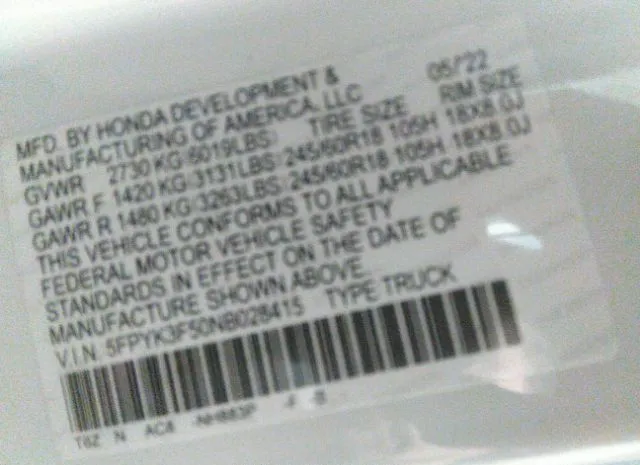 MFD. BY HONDA DEVELOPMENT & 05/'22
MANUFACTURING OF AMERICA, LLC
GVWR 2730 KG (6019LBS) TIRE SIZE RIM SIZE
GAWR F 1420 KG (3131LBS) 245/60R18 105H 18X8.0J
GAWR R 1480 KG (3263LBS) 245/60R18 105H 18X8.0J
THIS VEHICLE CONFORMS TO ALL APPLICABLE
FEDERAL MOTOR VEHICLE SAFETY
STANDARDS IN EFFECT ON THE DATE OF
MANUFACTURE SHOWN ABOVE.
V.I.N. 5FPYK3F50NB028415 TYPE TRUCK
T6Z N AC8 -NH883P -F -B